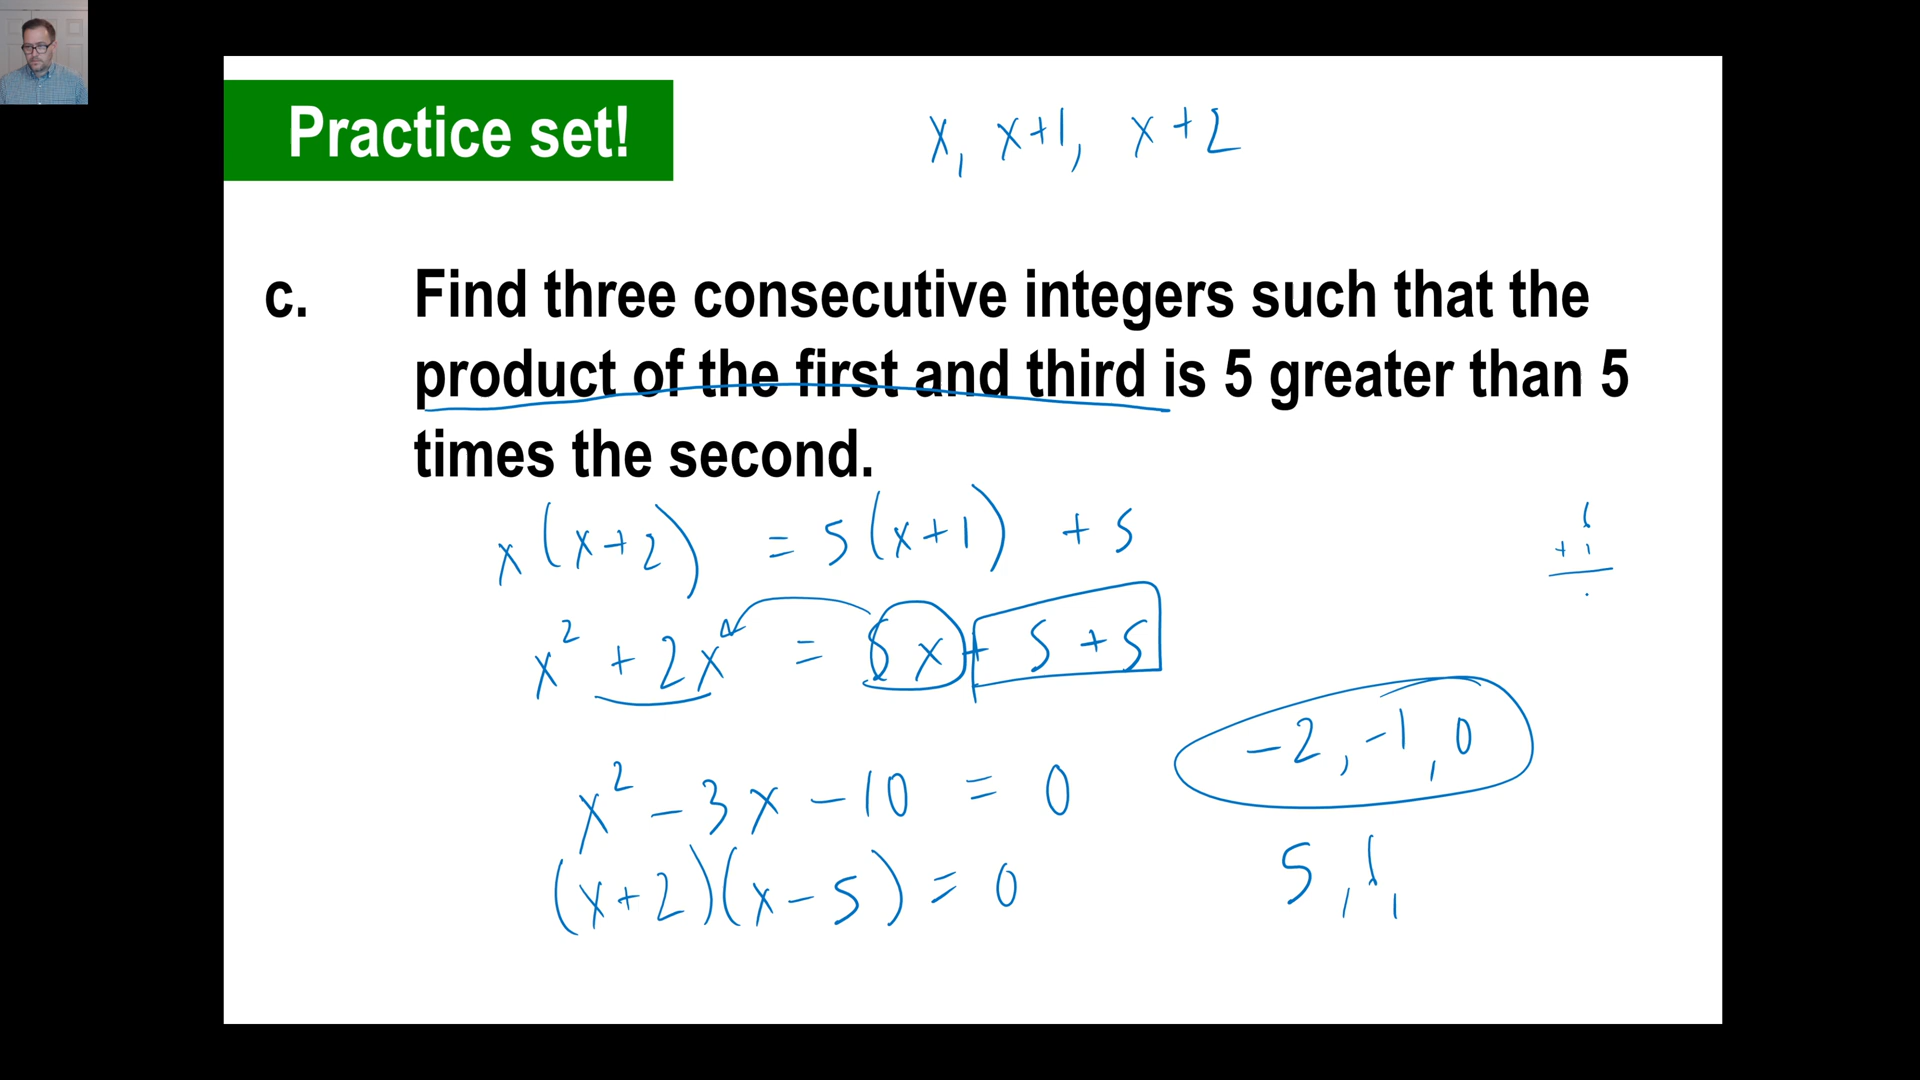 Practice set!
x, x+1, x+2
c. Find three consecutive integers such that the
product of the first and third is 5 greater than 5
times the second.
x(x+2) = 5(x+1) + 5
x² + 2x = 5x + 5 + 5
-2, -1, 0
x² - 3x - 10 = 0
(x+2)(x-5) = 0
5,